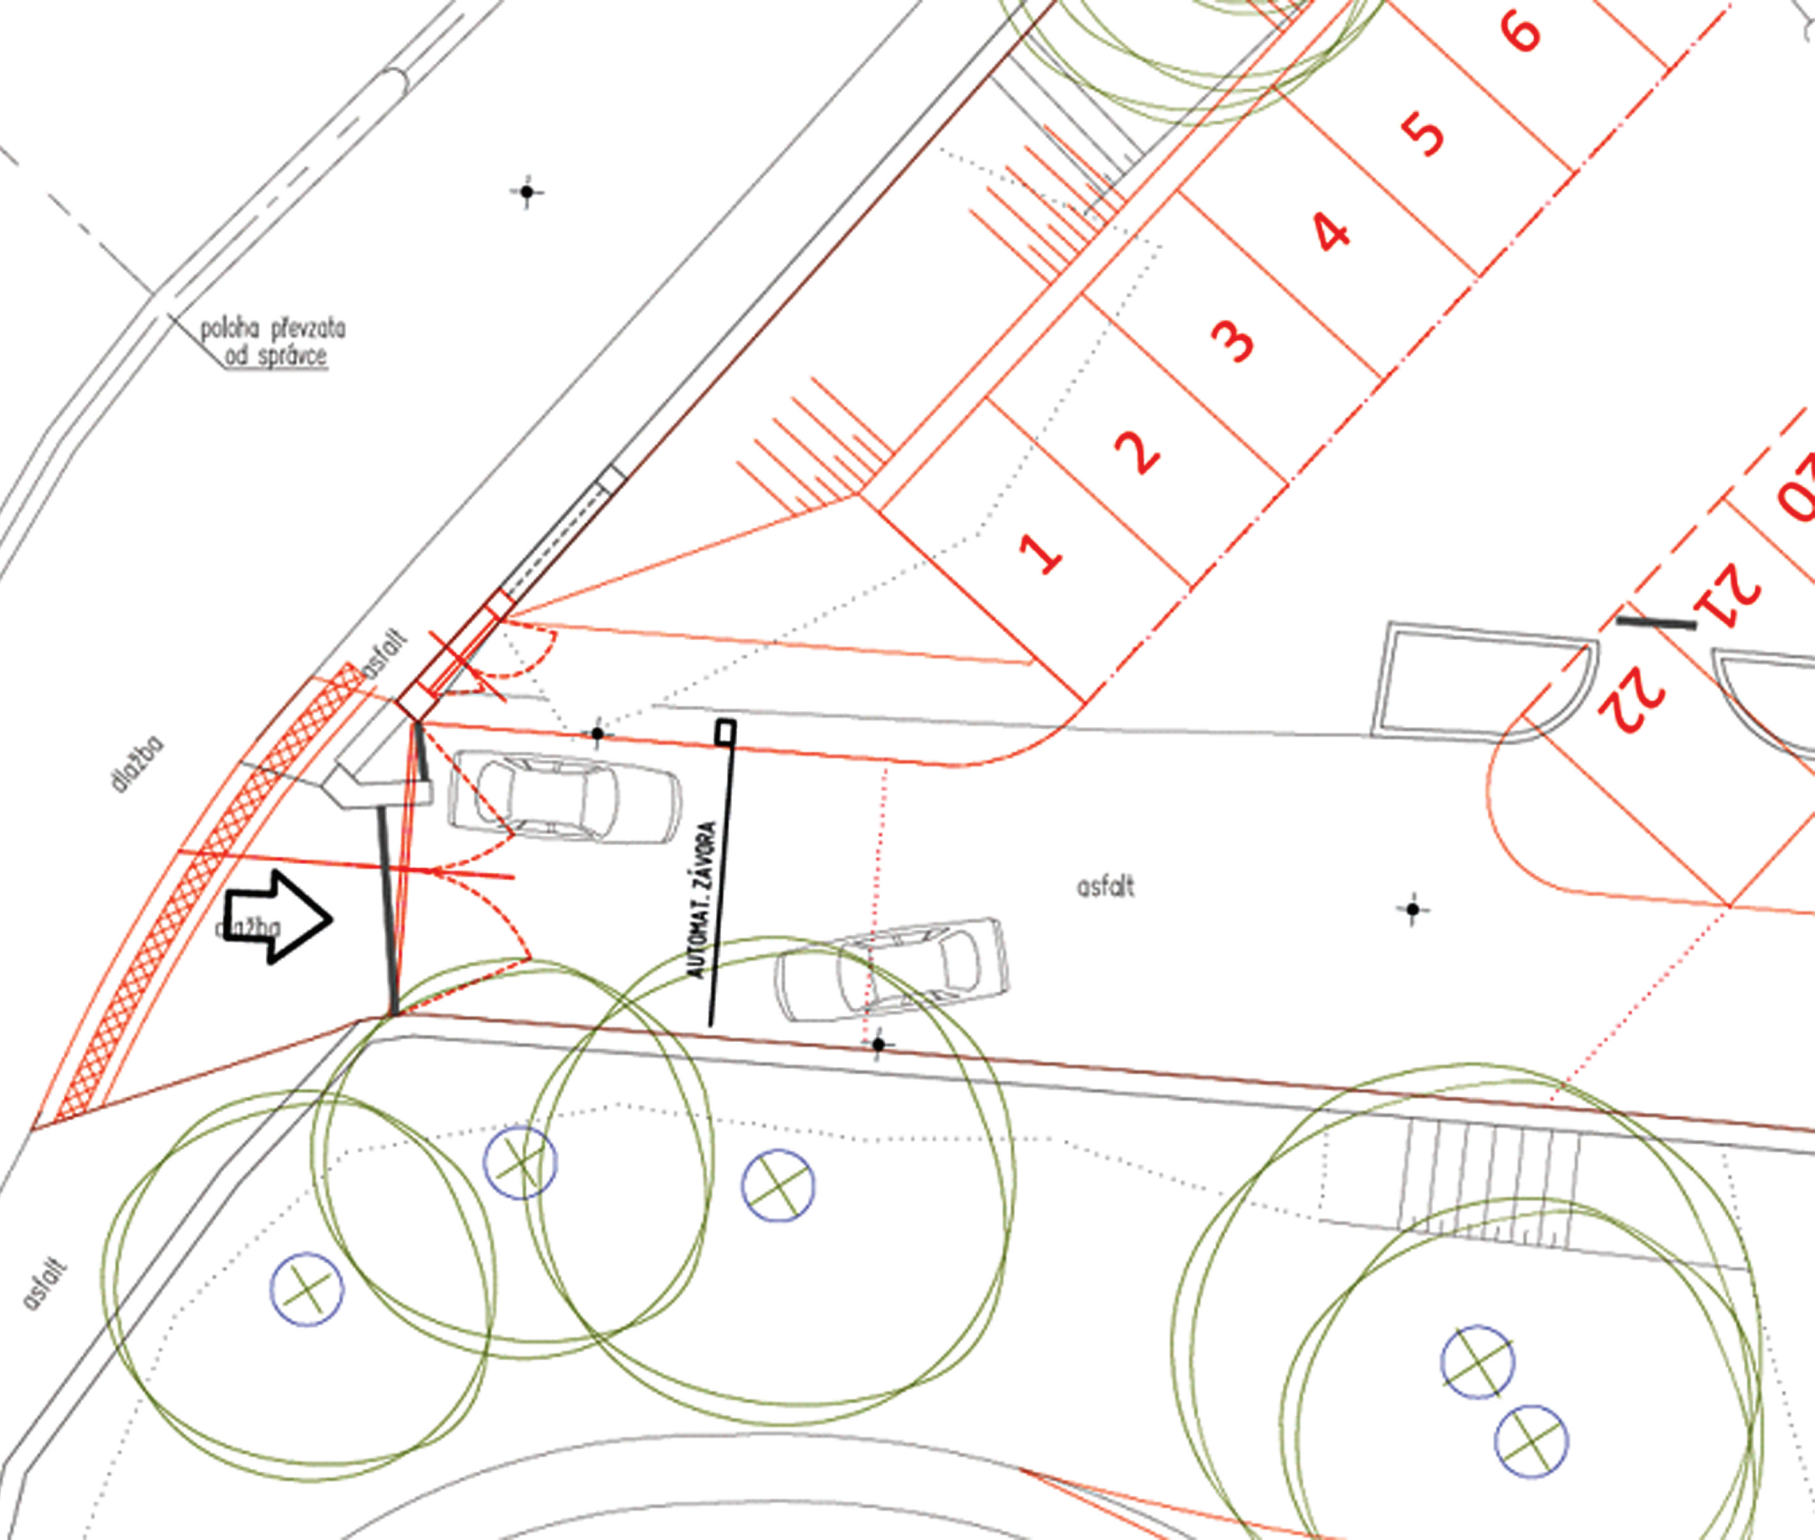 6
5
4
3
2
1
20
21
22
poloha převzata
od správce
asfalt
dlažba
dlažba
AUTOMAT. ZÁVORA
asfalt
asfalt